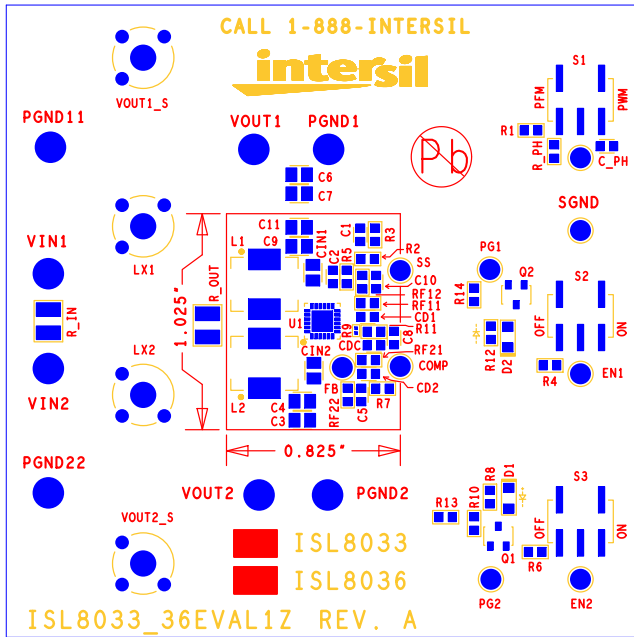 CALL 1-888-INTERSIL
intersil
S1
VOUT1_S
PFM
PWM
PGND11
VOUT1
PGND1
R1
R_PH
C_PH
Pb
C6
C7
SGND
C11
C1
R3
VIN1
L1
C9
CIN1
R5
R2
LX1
C2
SS
PG1
Q2
S2
R_OUT
C10
R14
RF12
R_IN
1.025"
U1
RF11
CD1
OFF
ON
R9
R11
C8
R12
D2
LX2
CDC
CIN2
RF21
COMP
R4
EN1
VIN2
L2
FB
CD2
C4
RF22
C5
R7
C3
0.825"
PGND22
VOUT2
PGND2
R8
D1
S3
R13
R10
VOUT2_S
OFF
ON
ISL8033
Q1
R6
ISL8036
PG2
EN2
ISL8033_36EVAL1Z REV. A